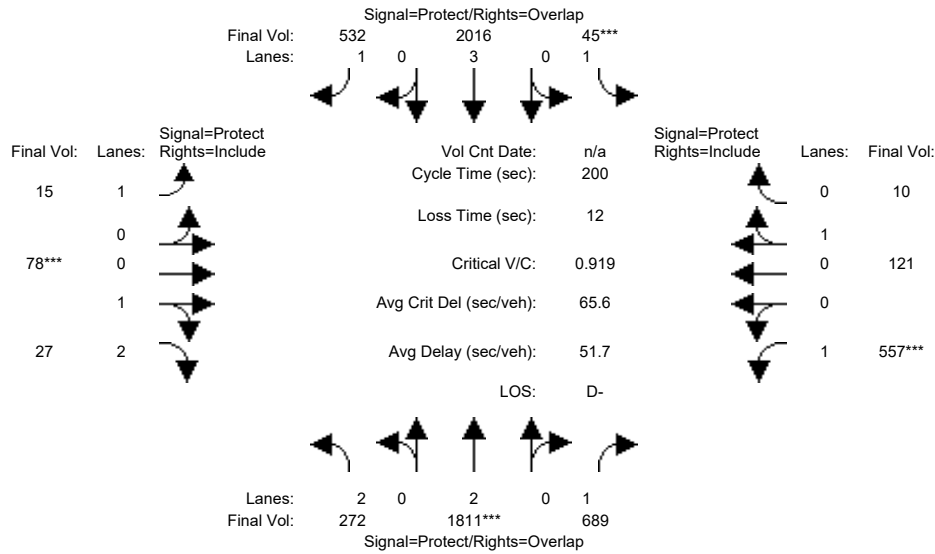 Signal=Protect/Rights=Overlap
Final Vol: 532 2016 45***
Lanes: 1 0 3 0 1
Signal=Protect
Final Vol: Lanes: Rights=Include
Vol Cnt Date: n/a
Signal=Protect
Rights=Include Lanes: Final Vol:
Cycle Time (sec): 200
15 1
0 10
Loss Time (sec): 12
0
1
78*** 0
Critical V/C: 0.919
0 121
1
Avg Crit Del (sec/veh): 65.6
0
27 2
Avg Delay (sec/veh): 51.7
1 557***
LOS: D-
Lanes: 2 0 2 0 1
Final Vol: 272 1811*** 689
Signal=Protect/Rights=Overlap